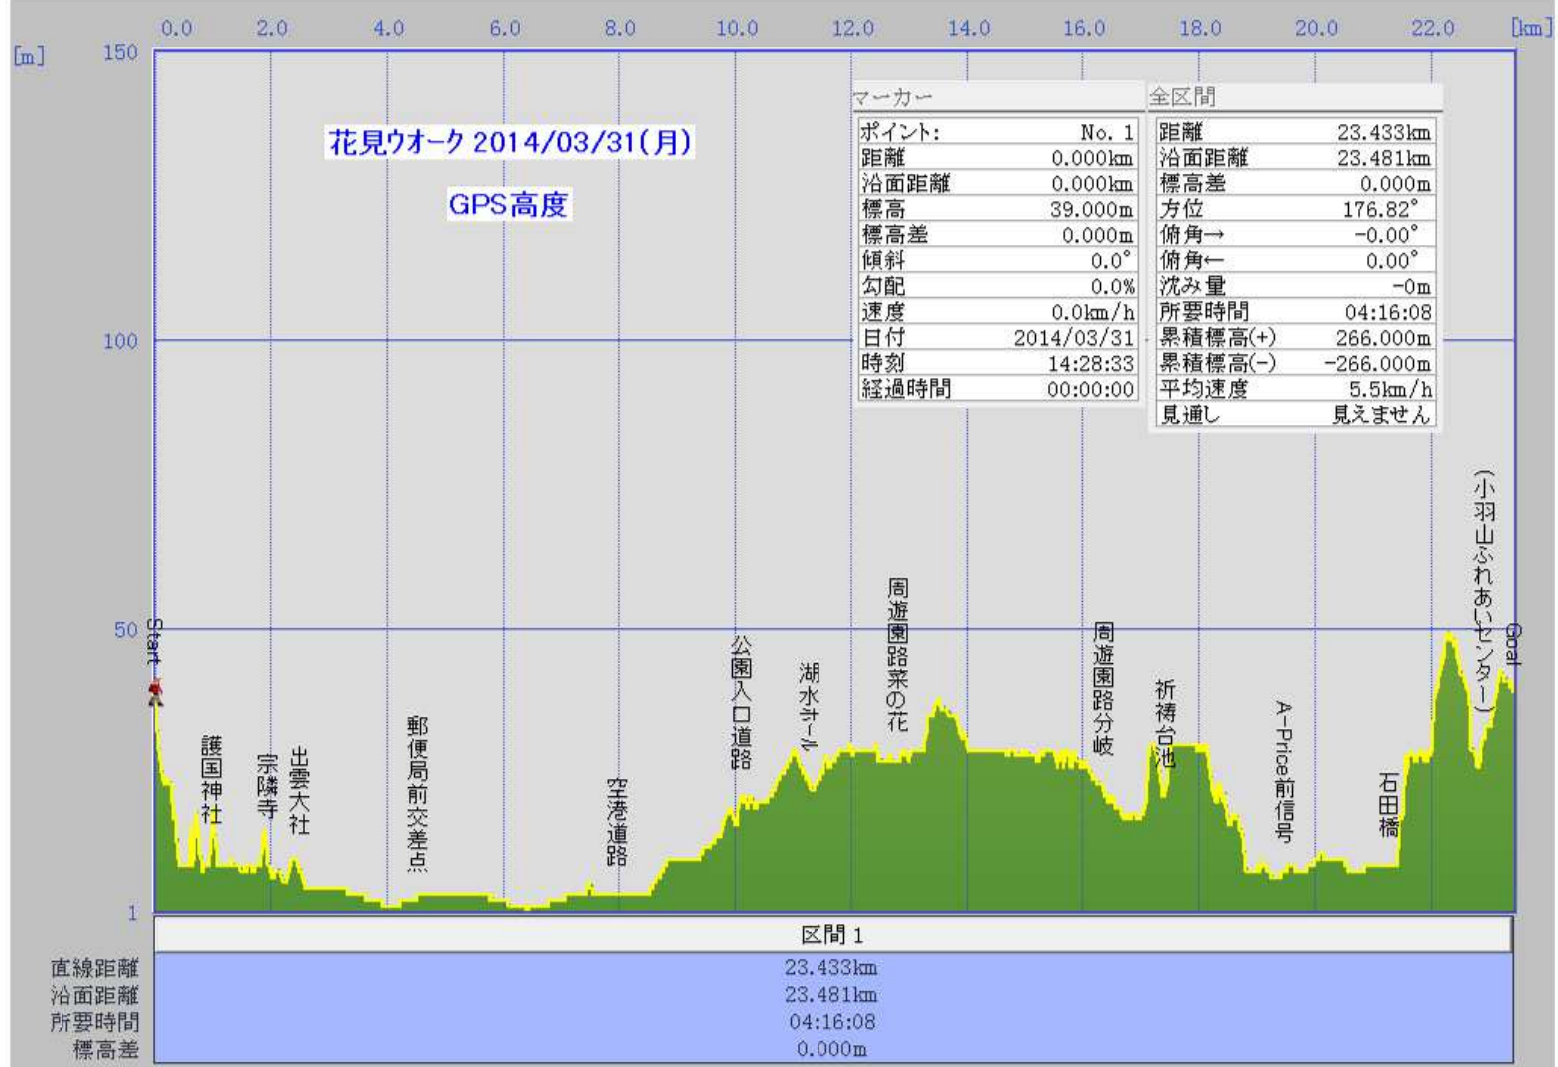 0.0 2.0 4.0 6.0 8.0 10.0 12.0 14.0 16.0 18.0 20.0 22.0 [km]
[m] 150
花見ウオーク 2014/03/31(月)
GPS高度
マーカー
ポイント: No. 1
距離 0.000km
沿面距離 0.000km
標高 39.000m
標高差 0.000m
傾斜 0.0°
勾配 0.0%
速度 0.0km/h
日付 2014/03/31
時刻 14:28:33
経過時間 00:00:00
全区間
距離 23.433km
沿面距離 23.481km
標高差 0.000m
方位 176.82°
俯角→ -0.00°
俯角← 0.00°
沈み量 -0m
所要時間 04:16:08
累積標高(+) 266.000m
累積標高(-) -266.000m
平均速度 5.5km/h
見通し 見えません
100
50
1
Start
護国神社
宗隣寺
出雲大社
郵便局前交差点
空港道路
公園入口道路
湖水ホール
周遊園路菜の花
周遊園路分岐
祈祷台池
A-Price前信号
石田橋
(小羽山ふれあいセンター)
Goal
区間 1
直線距離 23.433km
沿面距離 23.481km
所要時間 04:16:08
標高差 0.000m